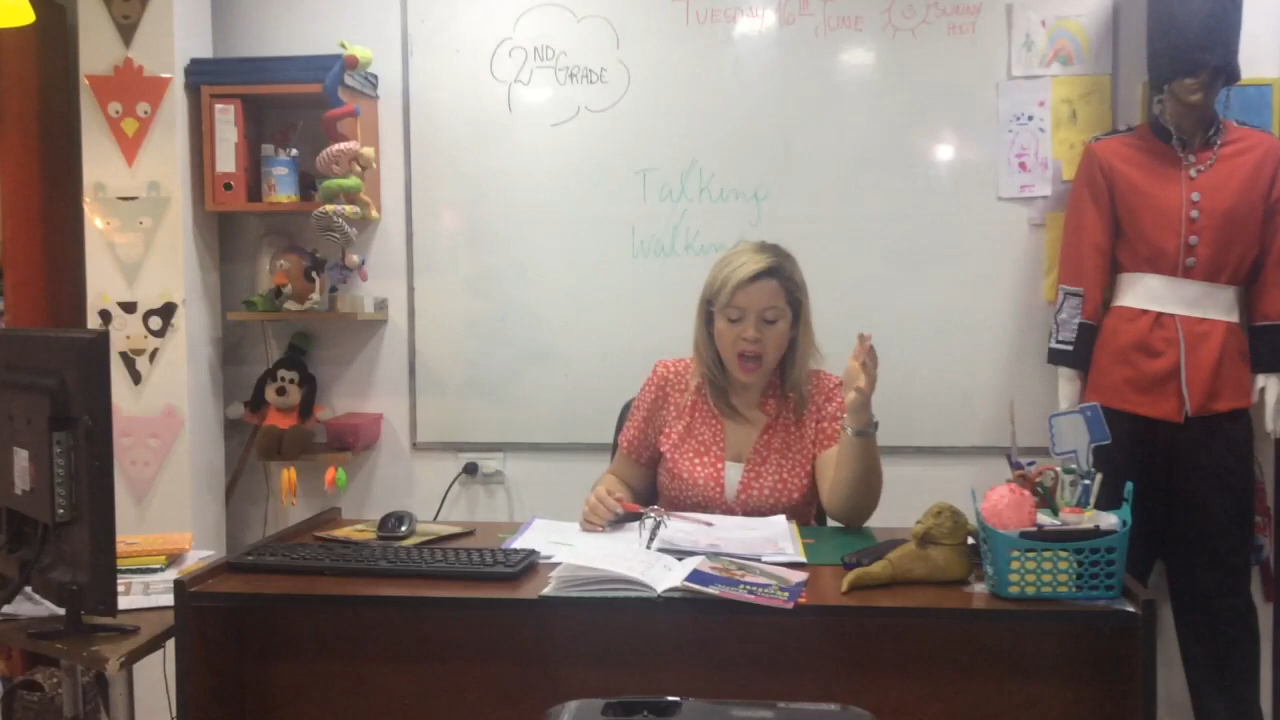 2ND GRADE
TUESDAY 16th JUNE
SUNNY
HOT
Talking
Walking